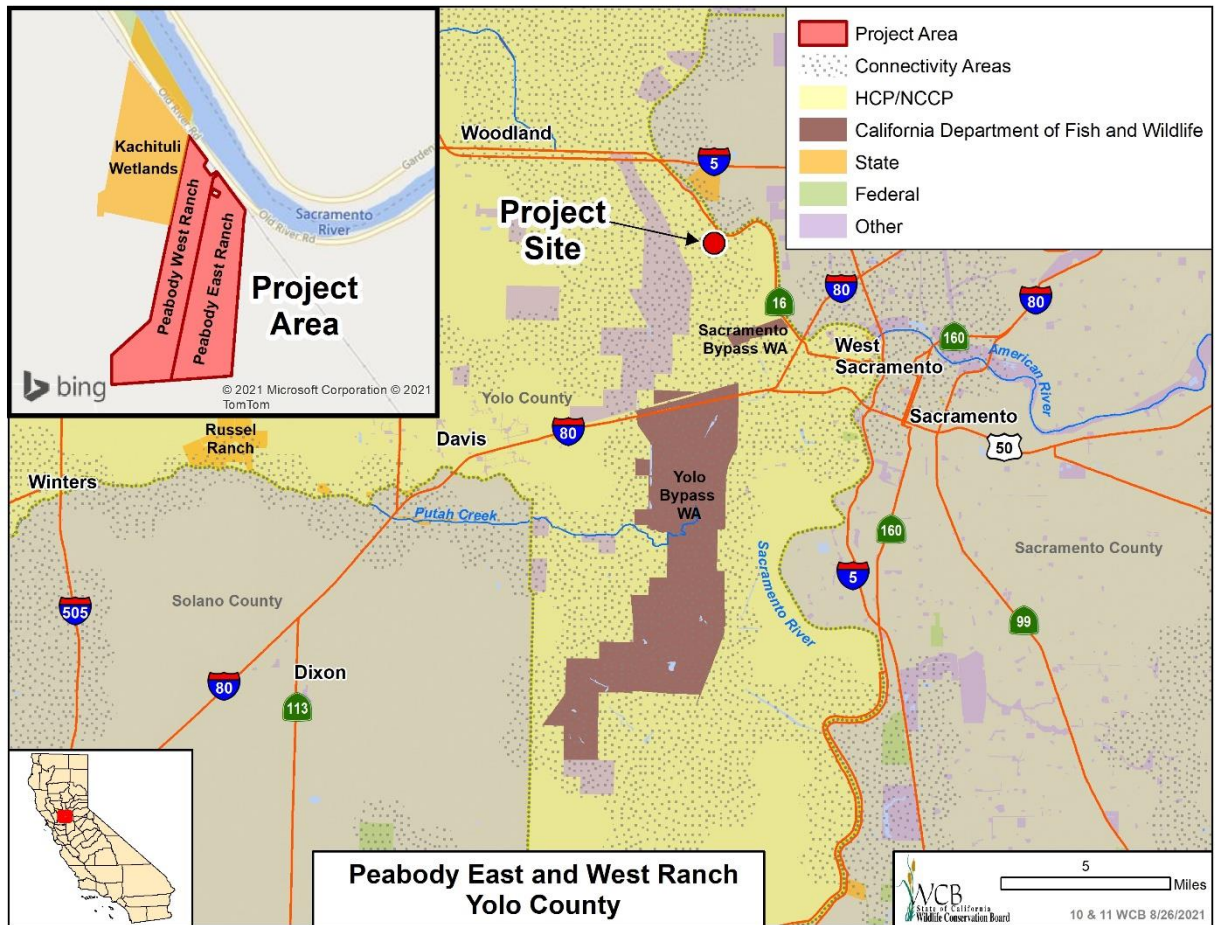 Old River Rd
Kachituli
Wetlands
Garden
Sacramento
River
Old River Rd
Peabody West Ranch
Peabody East Ranch
Project
Area
bing
© 2021 Microsoft Corporation © 2021
TomTom
Project Area
Connectivity Areas
HCP/NCCP
California Department of Fish and Wildlife
State
Federal
Other
Woodland
5
Project
Site
16
80
80
Sacramento
Bypass WA
West
Sacramento
160
American River
Yolo County
Sacramento
50
Russel
Ranch
Davis
80
Winters
Yolo
Bypass
WA
Putah Creek
160
Sacramento River
Sacramento County
5
505
Solano County
99
Dixon
80
113
Peabody East and West Ranch
Yolo County
WCB
State of California
Wildlife Conservation Board
5
Miles
10 & 11 WCB 8/26/2021